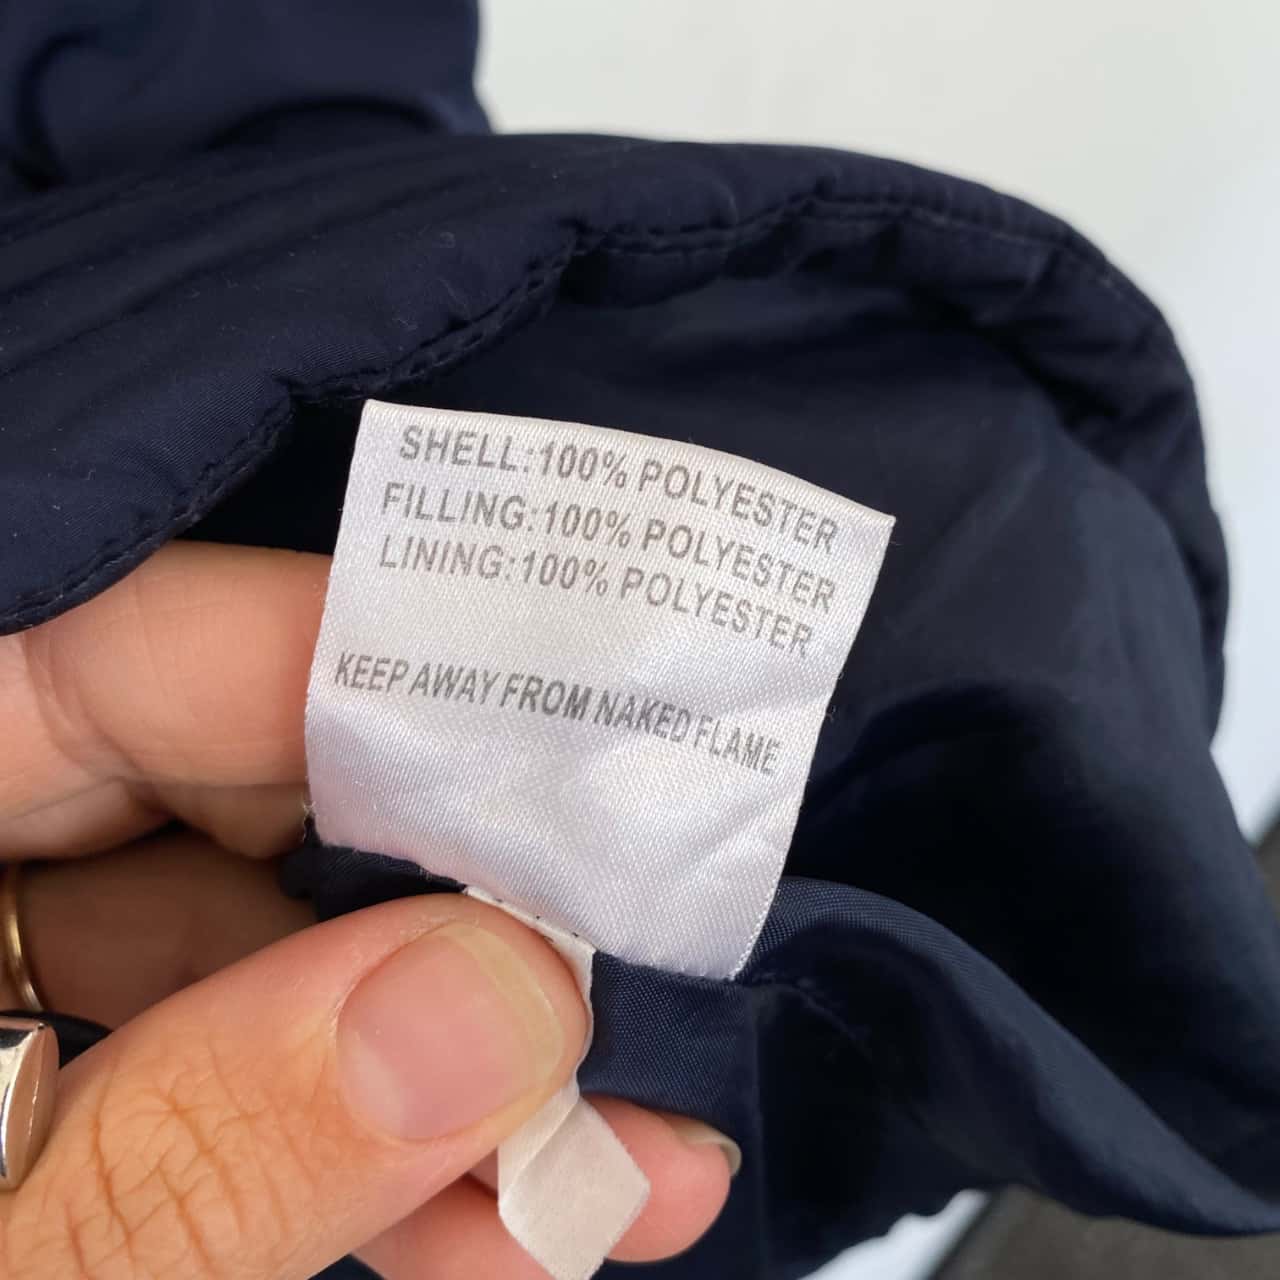 SHELL:100% POLYESTER
FILLING:100% POLYESTER
LINING:100% POLYESTER
KEEP AWAY FROM NAKED FLAME